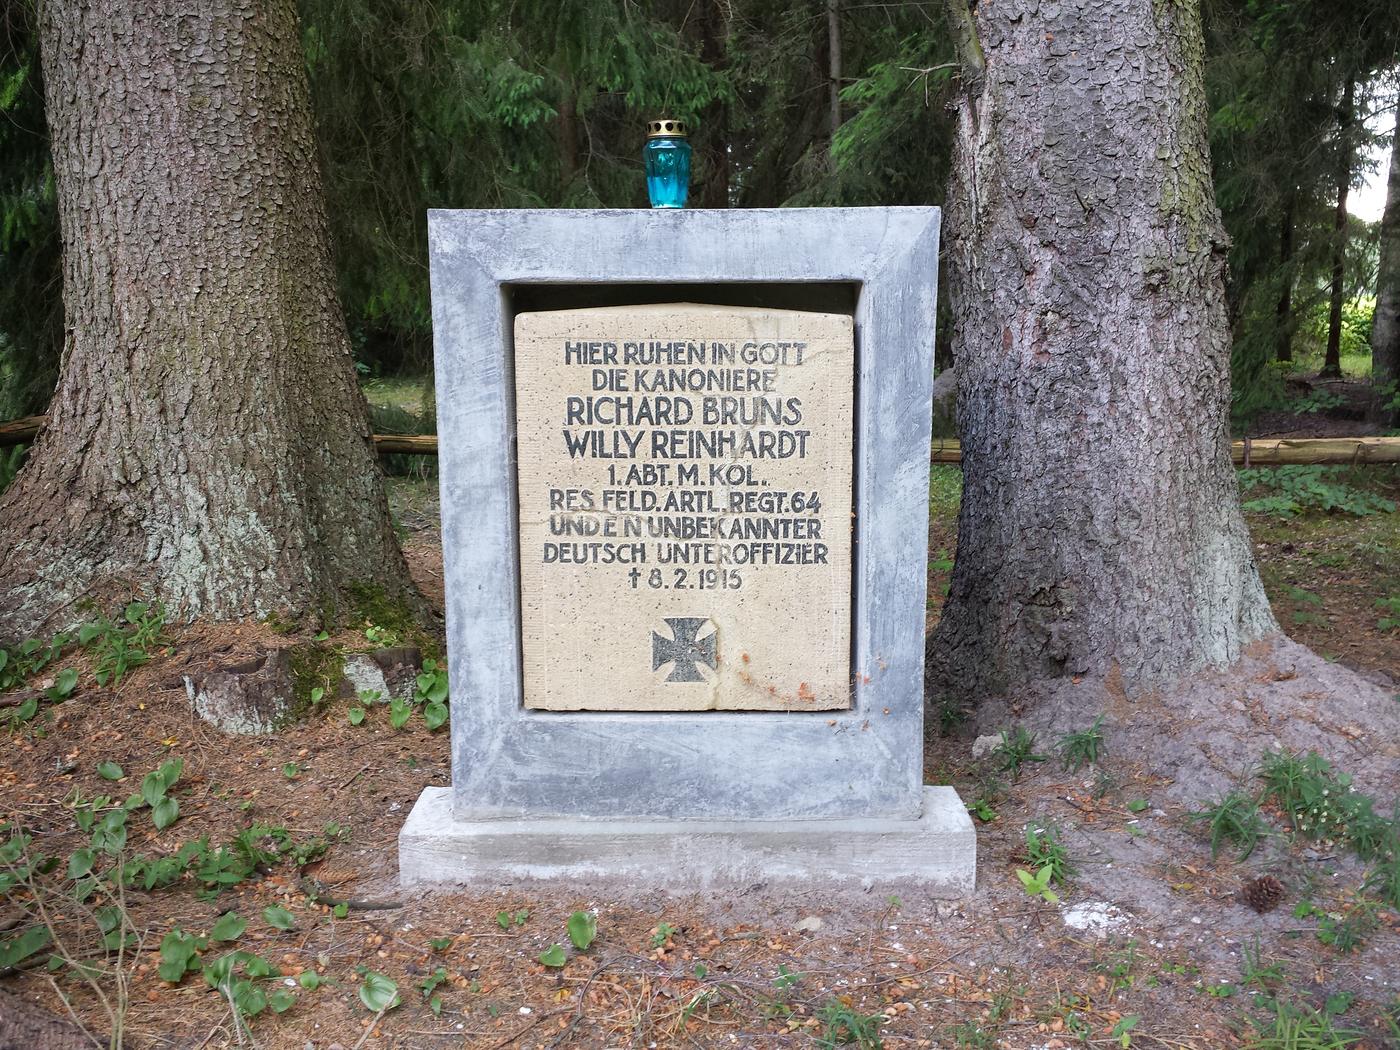 HIER RUHEN IN GOTT
DIE KANONIERE
RICHARD BRUNS
WILLY REINHARDT
1. ABT. M. KOL.
RES. FELD. ARTL. REGT. 64
UND E N UNBEKANNTER
DEUTSCH UNTEROFFIZIER
† 8.2.1915